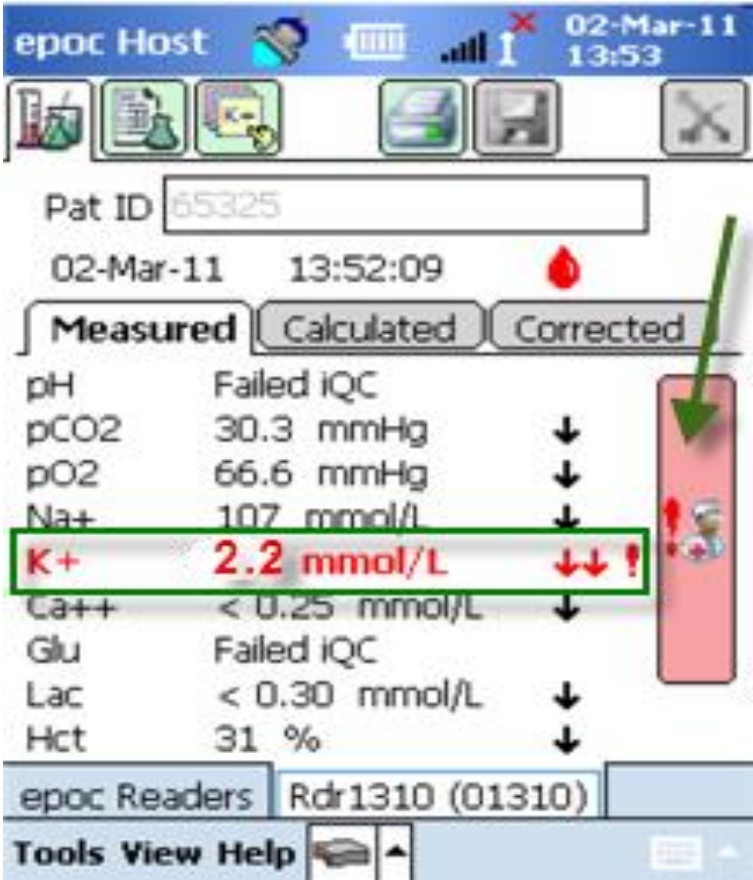 epoc Host 02-Mar-11
13:53
K-
Pat ID 65325
02-Mar-11 13:52:09
Measured Calculated Corrected
pH Failed iQC
pCO2 30.3 mmHg ↓
pO2 66.6 mmHg ↓
Na+ 107 mmol/L ↓
K+ 2.2 mmol/L ↓↓ !
Ca++ < 0.25 mmol/L ↓
Glu Failed iQC
Lac < 0.30 mmol/L ↓
Hct 31 % ↓
epoc Readers Rdr1310 (01310)
Tools View Help